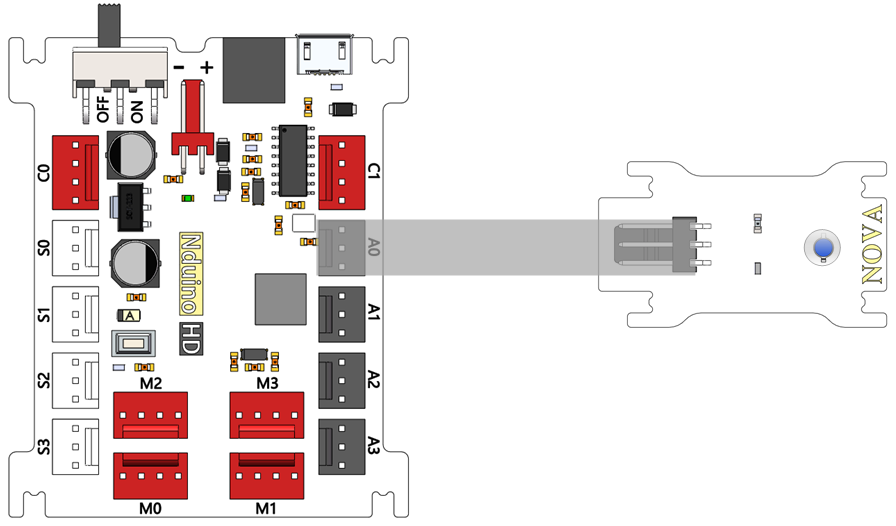 - +
OFF ON
C0
C1
S0
A0
Nduino
HD
NOVA
S1
A
A1
S2
A2
M2
M3
S3
A3
M0
M1